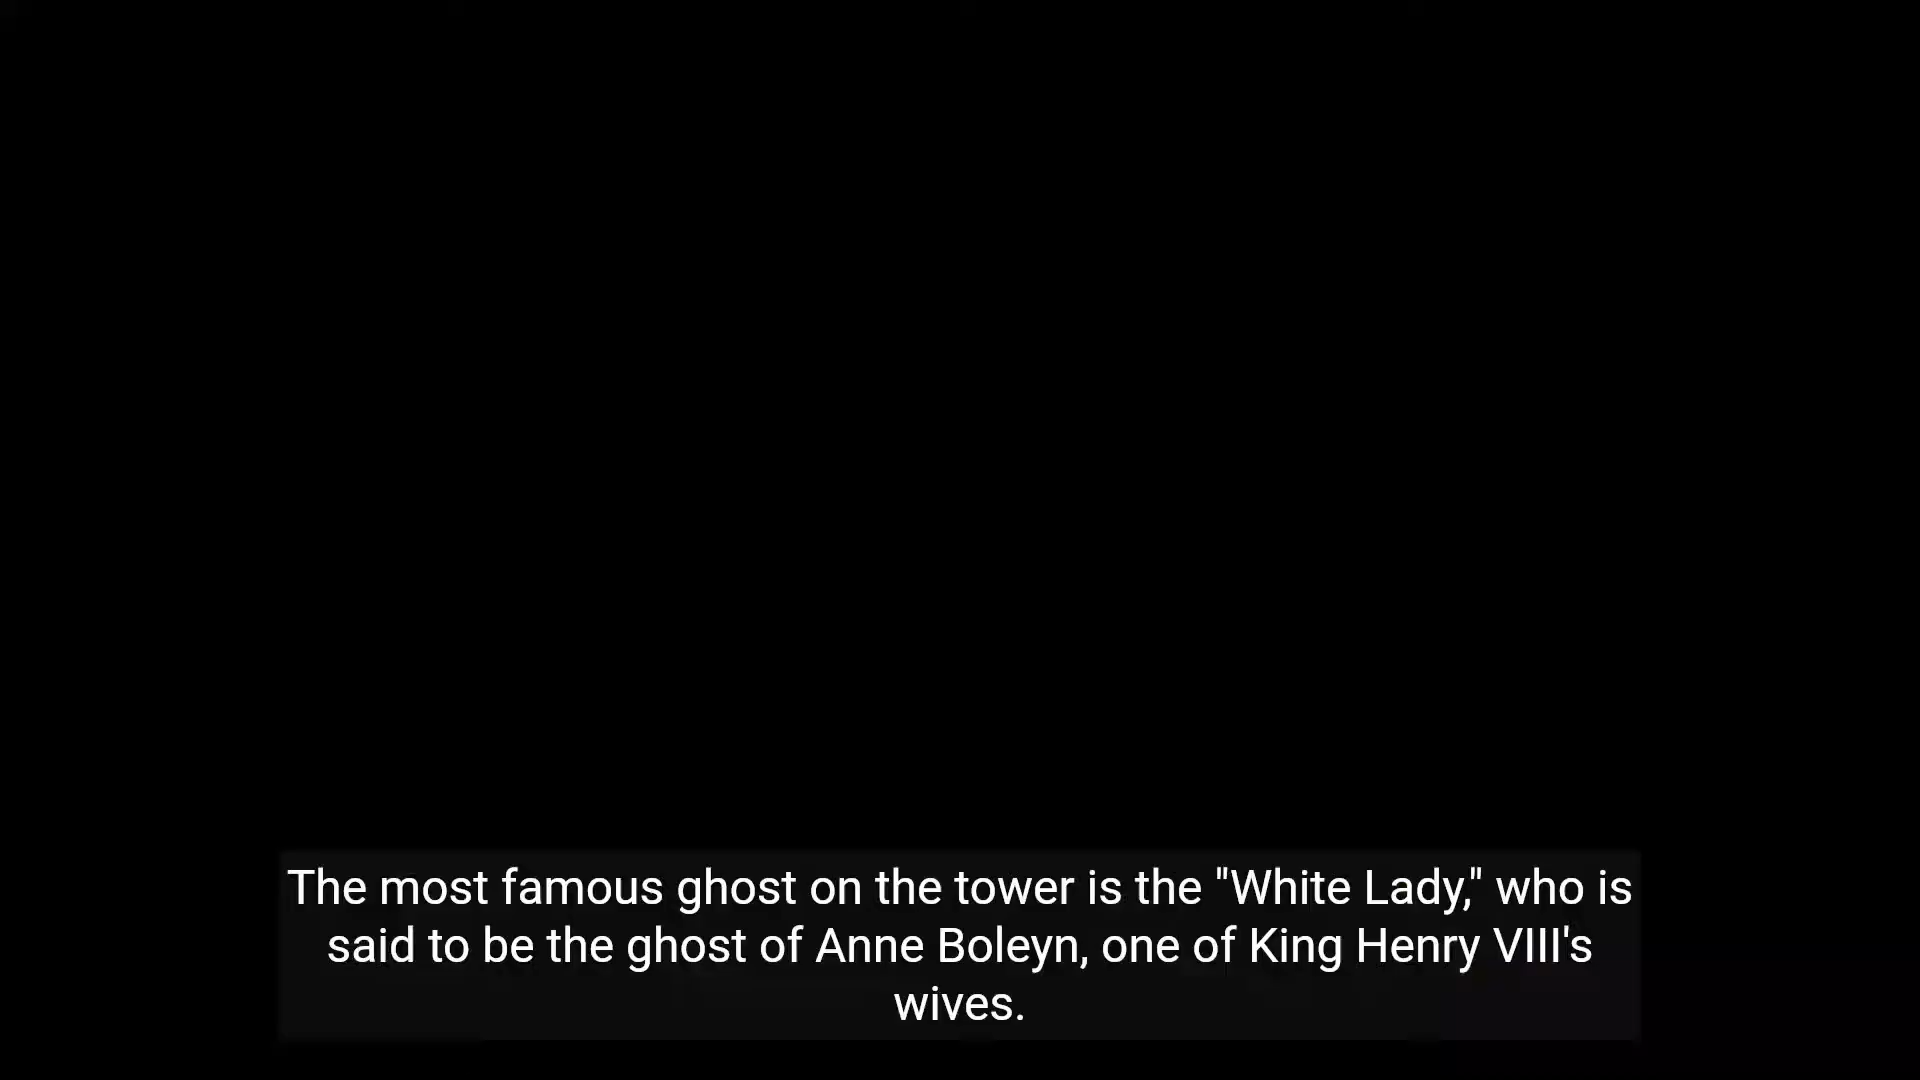 The most famous ghost on the tower is the "White Lady," who is
said to be the ghost of Anne Boleyn, one of King Henry VIII's
wives.